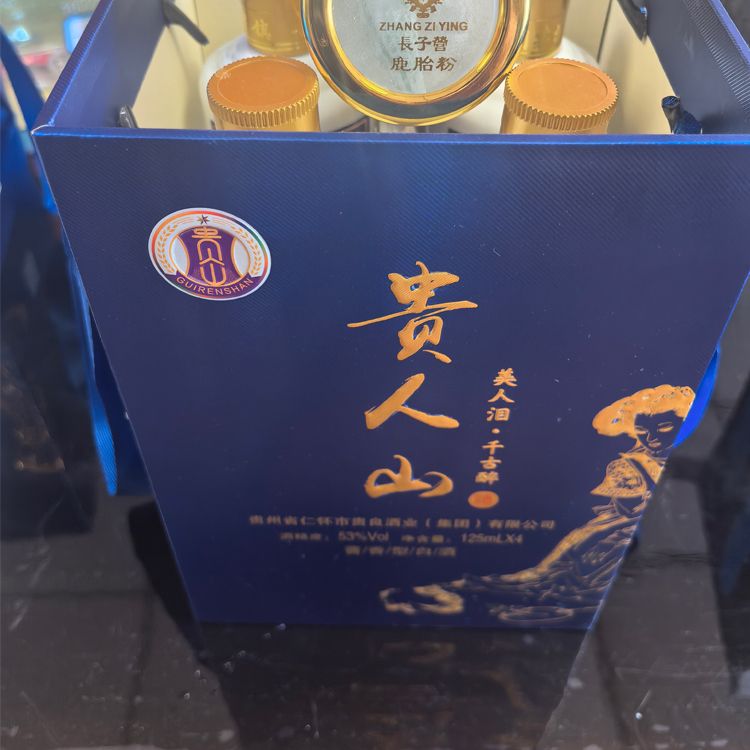 ZHANG ZI YING
長子營
鹿胎粉
貴人山
GUIRENSHAN
贵人山
美人泪·千古醉
贵州省仁怀市贵良酒业（集团）有限公司
酒精度：53%Vol 净含量：125mLX4
酱/香/型/白/酒